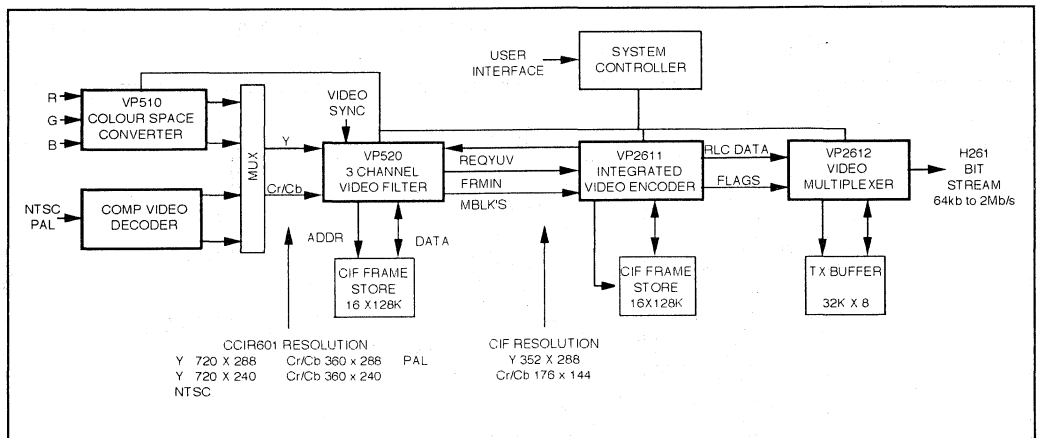 USER
INTERFACE
SYSTEM
CONTROLLER
R
G
B
VP510
COLOUR SPACE
CONVERTER
MUX
VIDEO
SYNC
Y
Cr/Cb
VP520
3 CHANNEL
VIDEO FILTER
REQYUV
FRMIN
MBLK'S
VP2611
INTEGRATED
VIDEO ENCODER
RLC DATA
FLAGS
VP2612
VIDEO
MULTIPLEXER
H261
BIT
STREAM
64kb to 2Mb/s
NTSC
PAL
COMP VIDEO
DECODER
ADDR
DATA
CIF FRAME
STORE
16 X128K
CIF FRAME
STORE
16X128K
TX BUFFER
32K X 8
CCIR601 RESOLUTION
Y 720 X 288 Cr/Cb 360 x 288 PAL
Y 720 X 240 Cr/Cb 360 x 240
NTSC
CIF RESOLUTION
Y 352 X 288
Cr/Cb 176 x 144